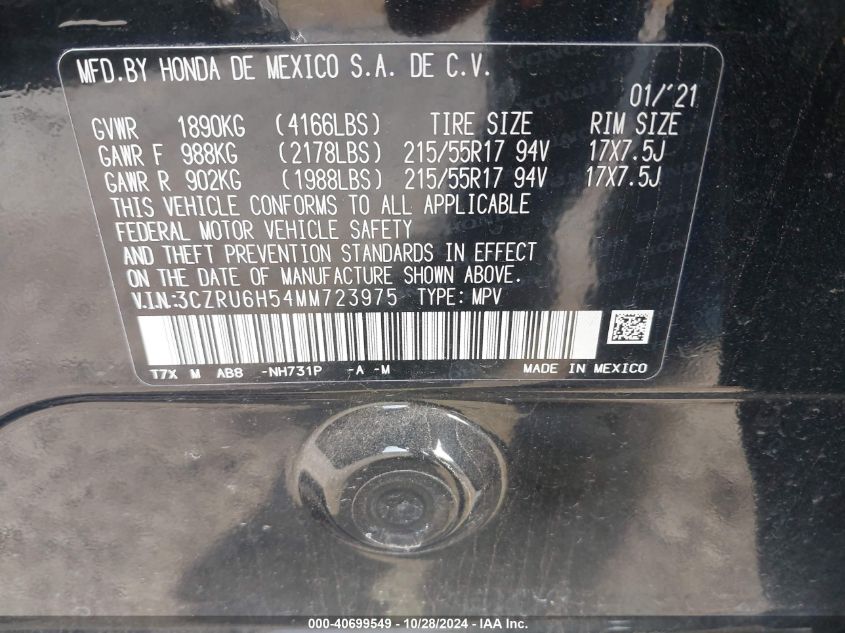 MFD.BY HONDA DE MEXICO S.A. DE C.V.
01/'21
GVWR 1890KG (4166LBS) TIRE SIZE RIM SIZE
GAWR F 988KG (2178LBS) 215/55R17 94V 17X7.5J
GAWR R 902KG (1988LBS) 215/55R17 94V 17X7.5J
THIS VEHICLE CONFORMS TO ALL APPLICABLE
FEDERAL MOTOR VEHICLE SAFETY
AND THEFT PREVENTION STANDARDS IN EFFECT
ON THE DATE OF MANUFACTURE SHOWN ABOVE.
V.I.N:3CZRU6H54MM723975 TYPE: MPV
T7X M AB8 -NH731P -A -M MADE IN MEXICO
000-40699549 - 10/28/2024 - IAAI.com.